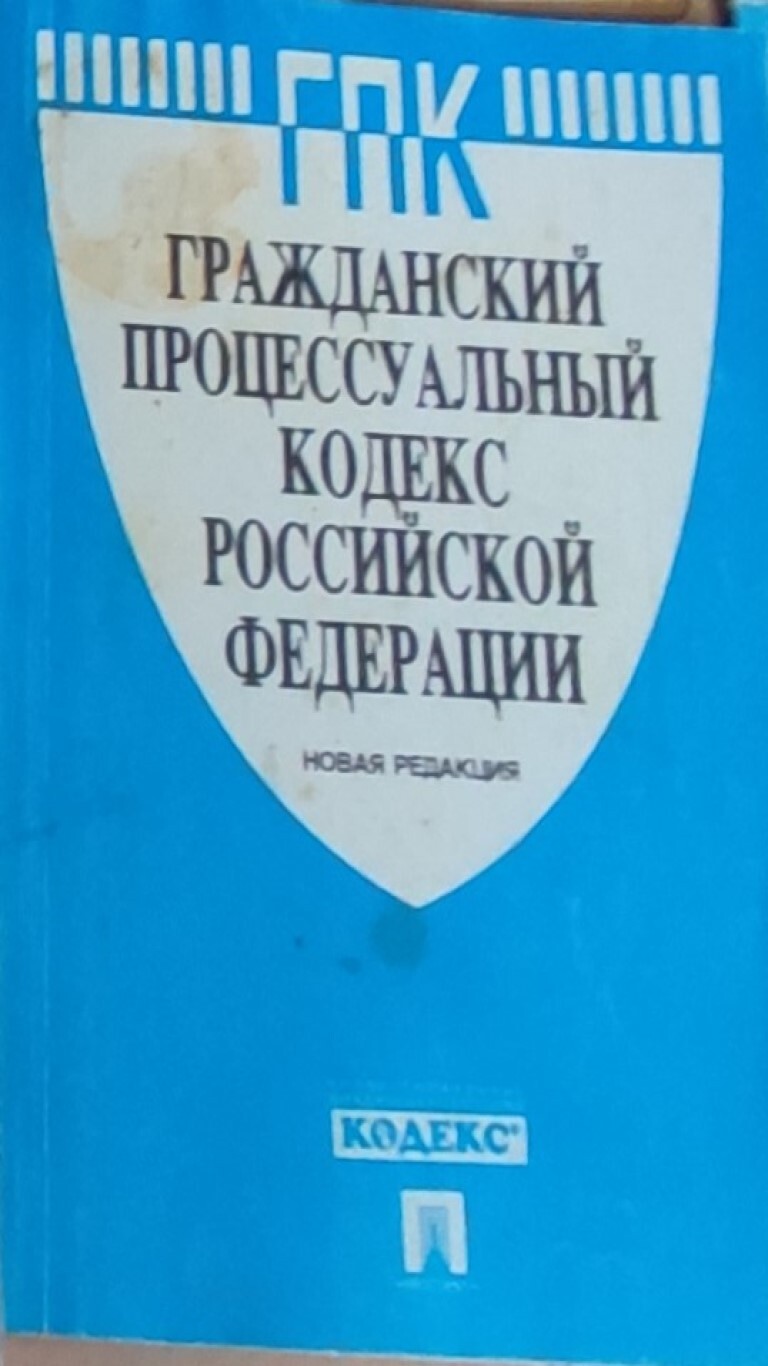 ГПК
ГРАЖДАНСКИЙ
ПРОЦЕССУАЛЬНЫЙ
КОДЕКС
РОССИЙСКОЙ
ФЕДЕРАЦИИ
НОВАЯ РЕДАКЦИЯ
КОДЕКС®